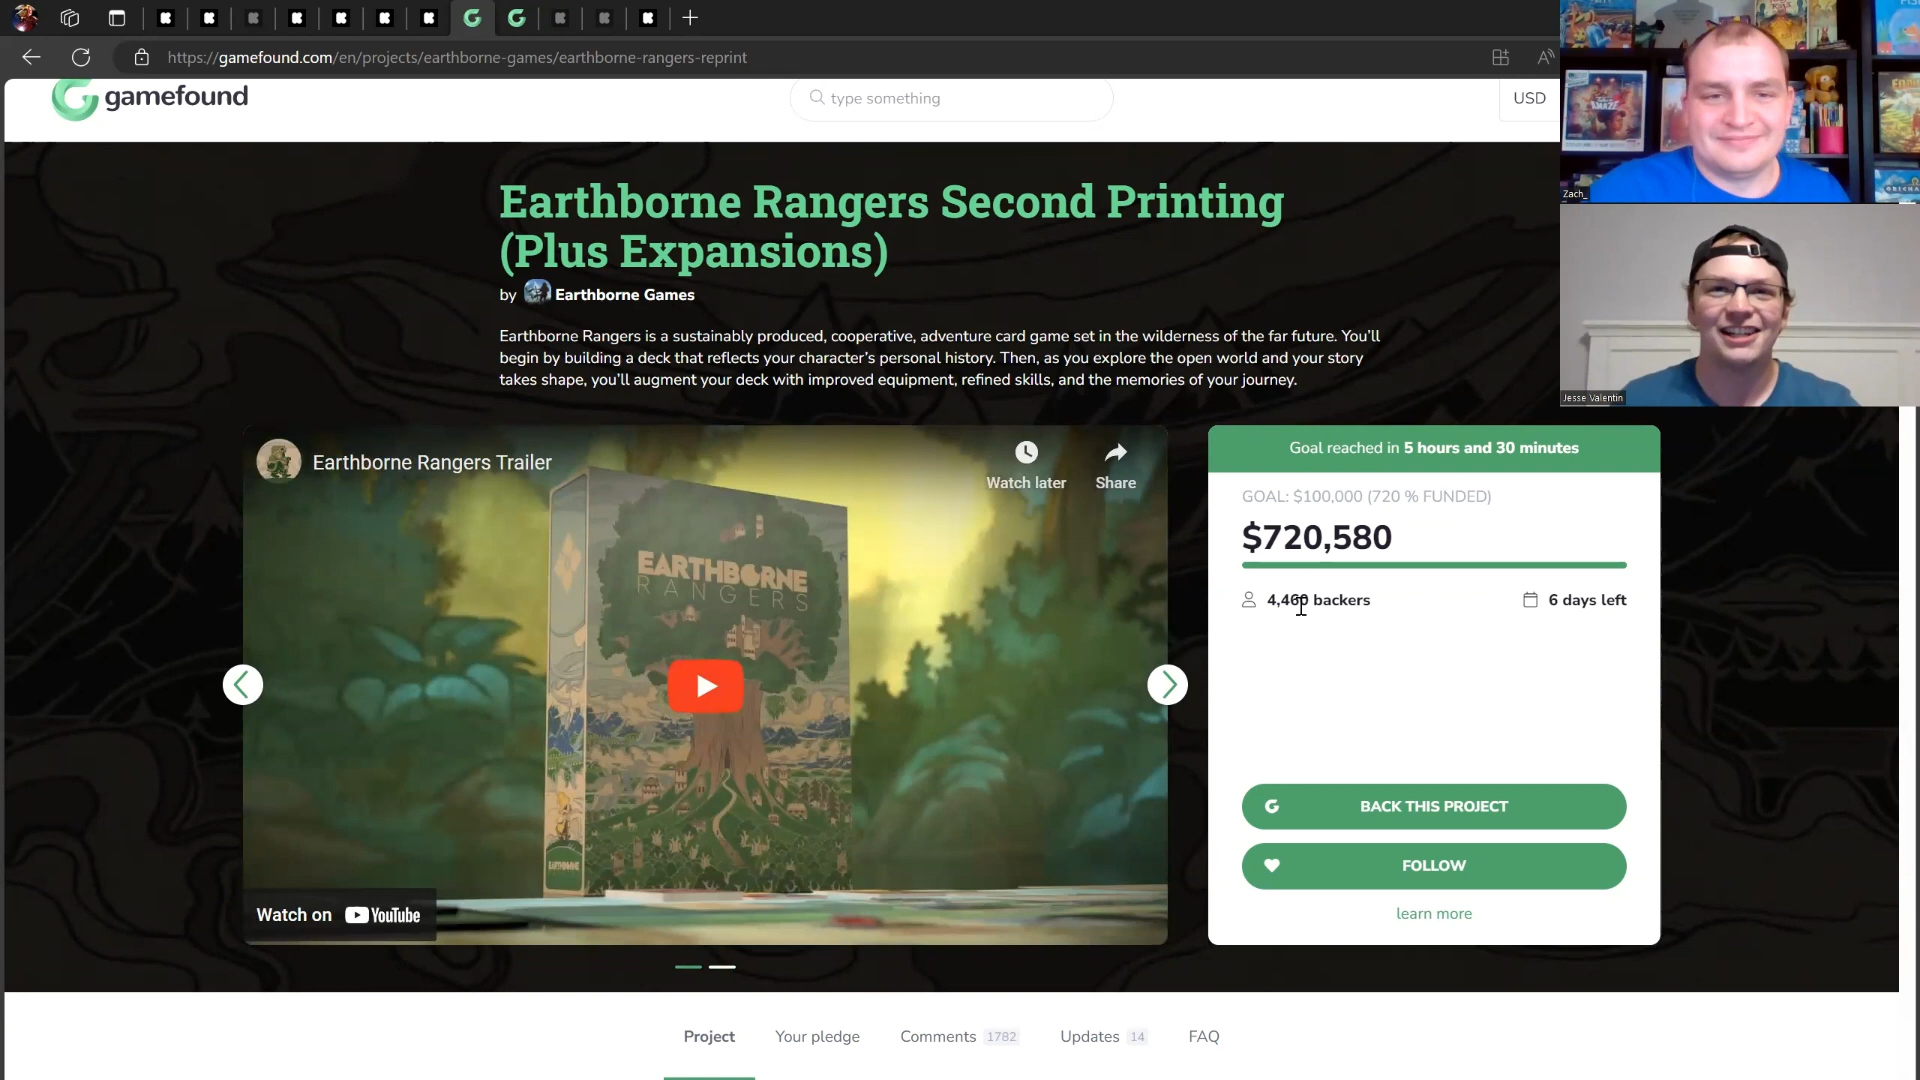 https://gamefound.com/en/projects/earthborne-games/earthborne-rangers-reprint
gamefound
type something
USD
Zach_
Jesse Valentin
Earthborne Rangers Second Printing
(Plus Expansions)
by Earthborne Games
Earthborne Rangers is a sustainably produced, cooperative, adventure card game set in the wilderness of the far future. You'll
begin by building a deck that reflects your character's personal history. Then, as you explore the open world and your story
takes shape, you'll augment your deck with improved equipment, refined skills, and the memories of your journey.
Earthborne Rangers Trailer
Watch later
Share
EARTHBORNE
RANGERS
EARTHBORNE
Watch on YouTube
Goal reached in 5 hours and 30 minutes
GOAL: $100,000 (720 % FUNDED)
$720,580
4,460 backers
6 days left
BACK THIS PROJECT
FOLLOW
learn more
Project
Your pledge
Comments 1782
Updates 14
FAQ